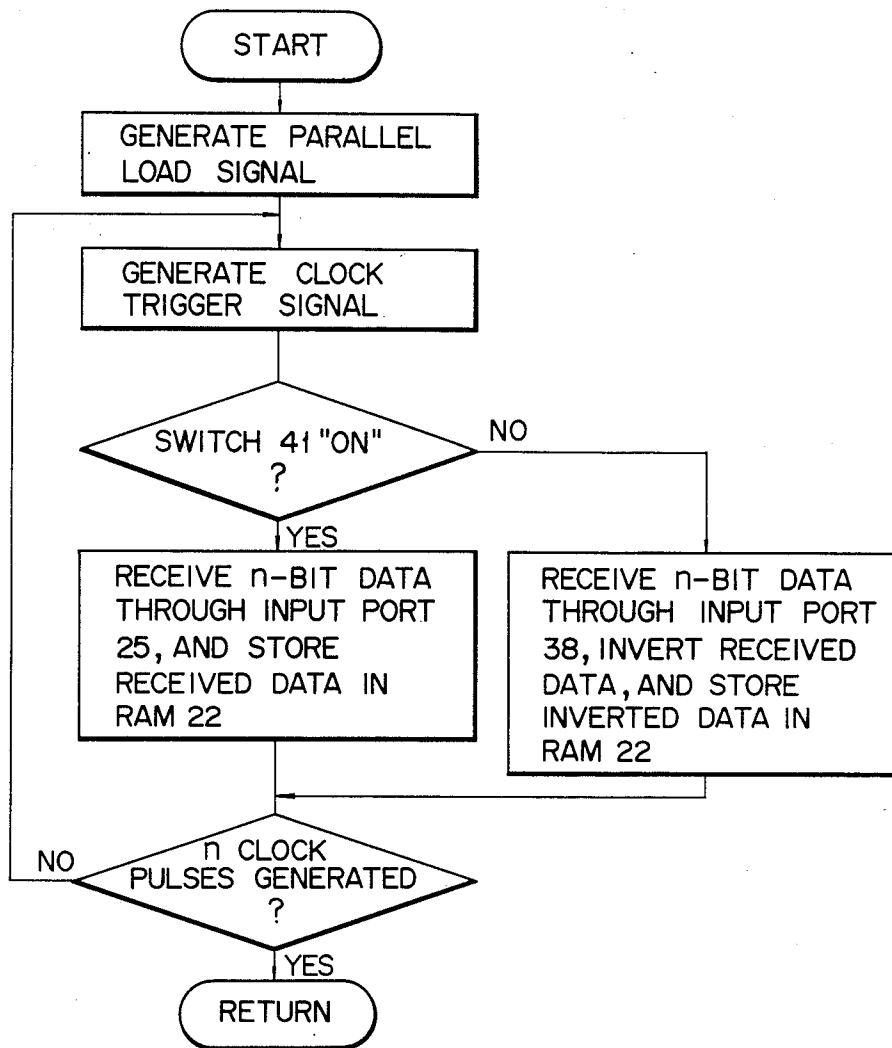 START
GENERATE PARALLEL
LOAD SIGNAL
GENERATE CLOCK
TRIGGER SIGNAL
SWITCH 41 "ON"
?
NO
YES
RECEIVE n-BIT DATA
THROUGH INPUT PORT
25, AND STORE
RECEIVED DATA IN
RAM 22
RECEIVE n-BIT DATA
THROUGH INPUT PORT
38, INVERT RECEIVED
DATA, AND STORE
INVERTED DATA IN
RAM 22
n CLOCK
PULSES GENERATED
?
NO
YES
RETURN